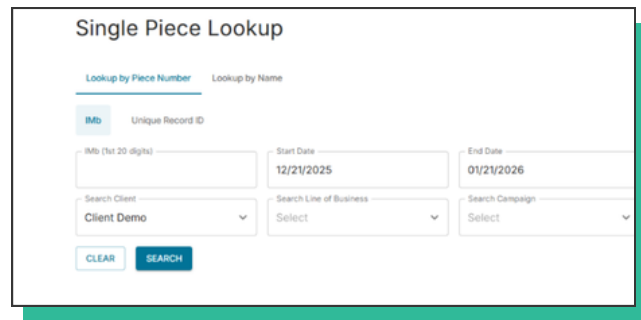 Single Piece Lookup
Lookup by Piece Number Lookup by Name
IMb Unique Record ID
IMb (1st 20 digits) Start Date End Date
12/21/2025 01/21/2026
Search Client Search Line of Business Search Campaign
Client Demo Select Select
CLEAR SEARCH